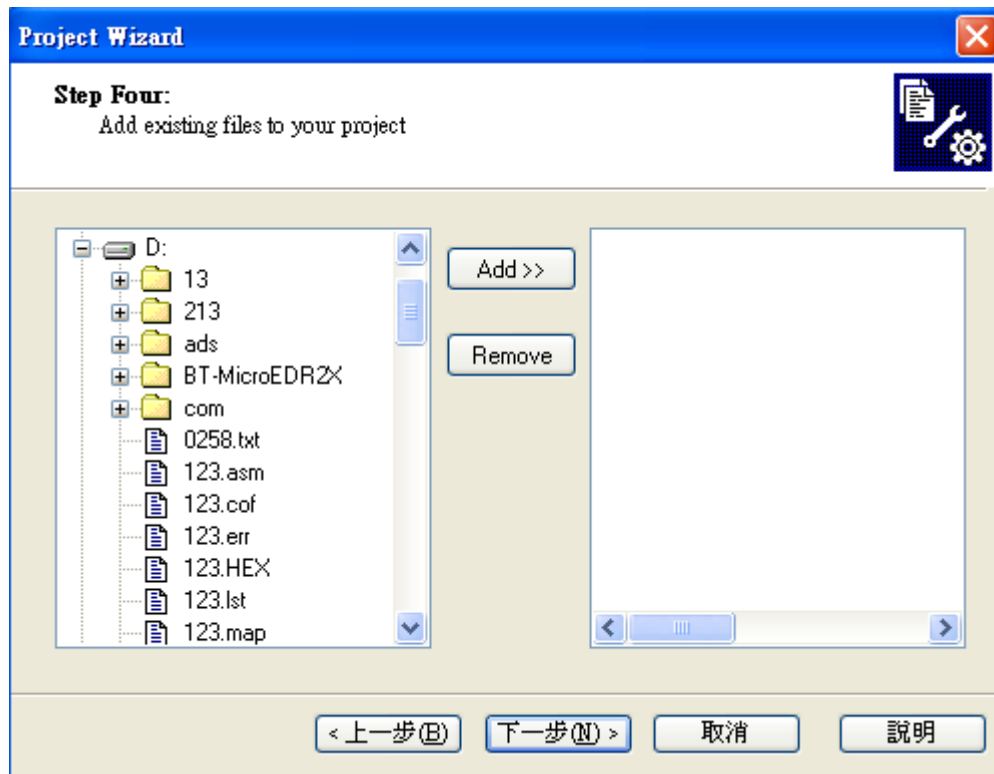 Project Wizard
Step Four:
Add existing files to your project
D:
13
213
ads
BT-MicroEDR2X
com
0258.txt
123.asm
123.cof
123.err
123.HEX
123.lst
123.map
Add >>
Remove
< 上一步(B)
下一步(N) >
取消
說明